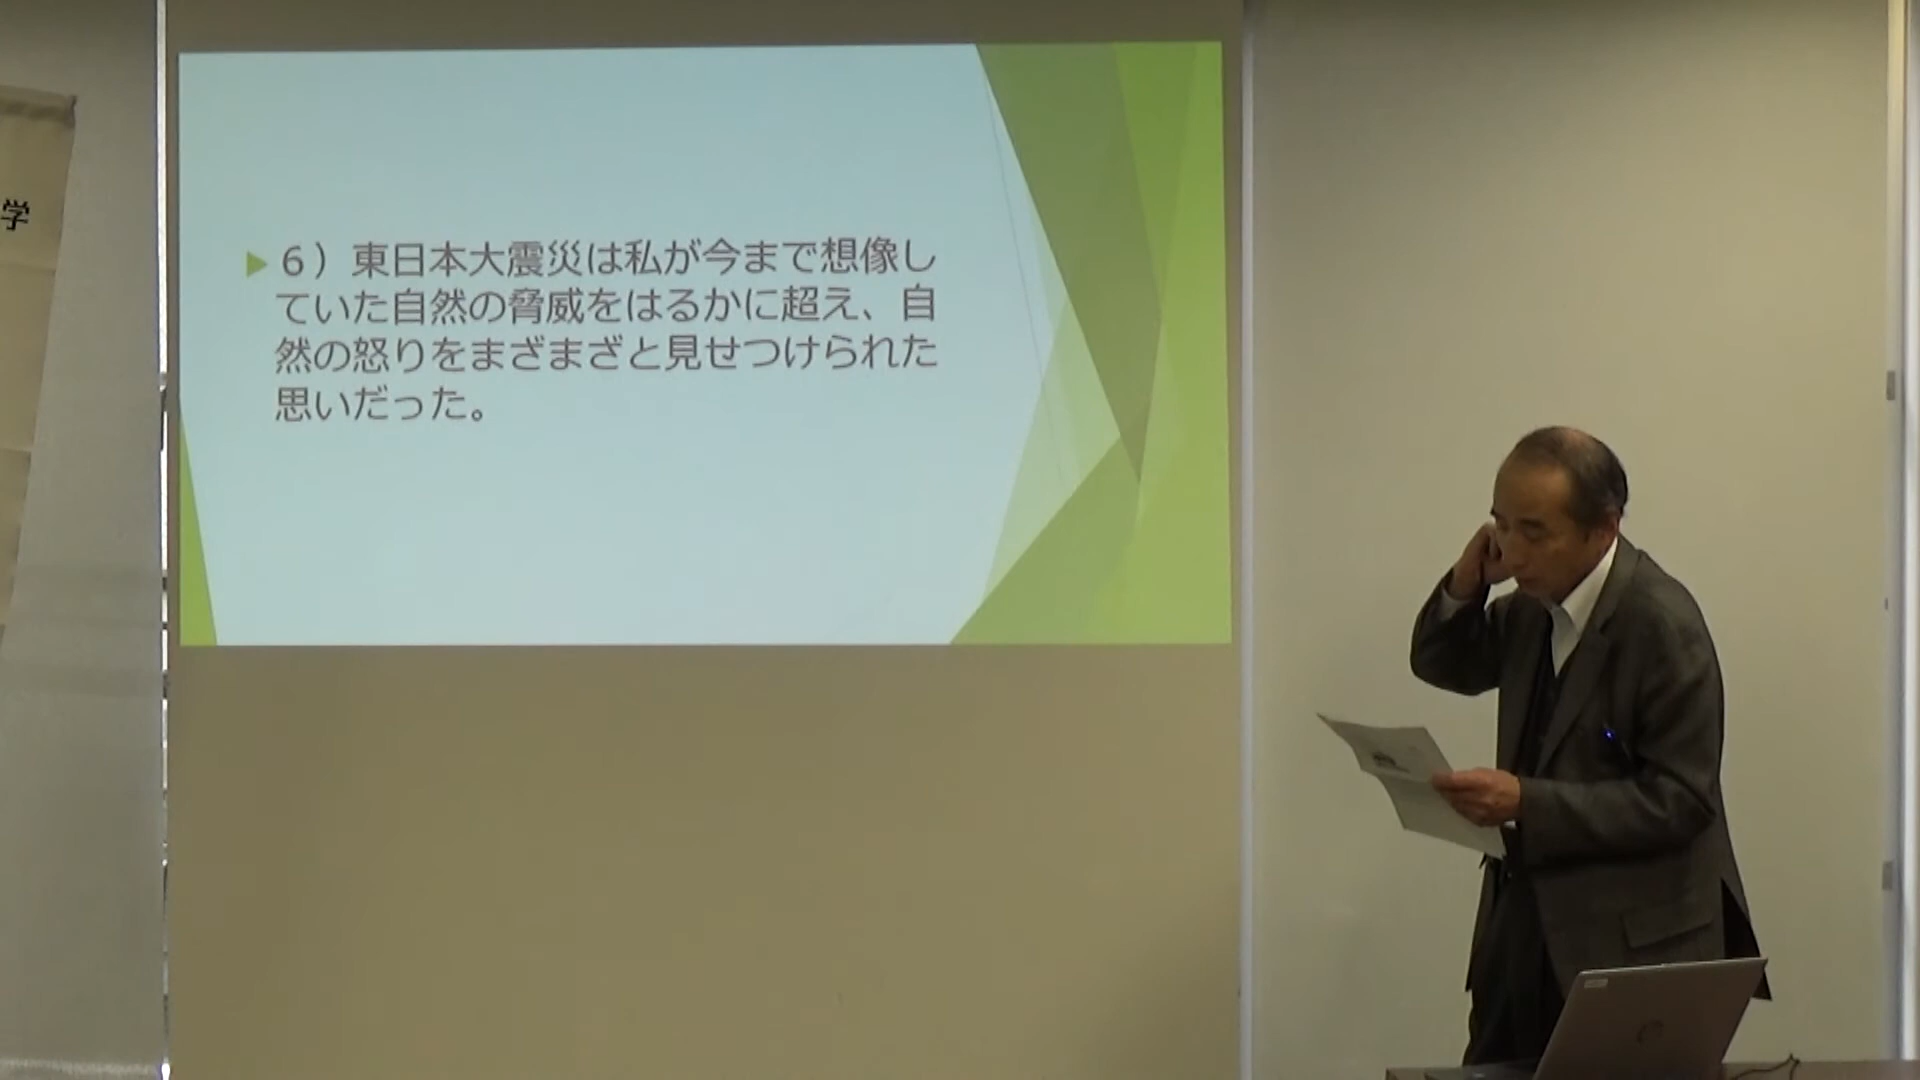 学
６）東日本大震災は私が今まで想像し
ていた自然の脅威をはるかに超え、自
然の怒りをまざまざと見せつけられた
思いだった。